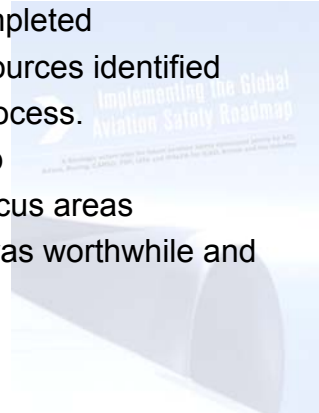 mpleted
ources identified
ocess.
Implementing the Global
Aviation Safety Roadmap
o
cus areas
as worthwhile and